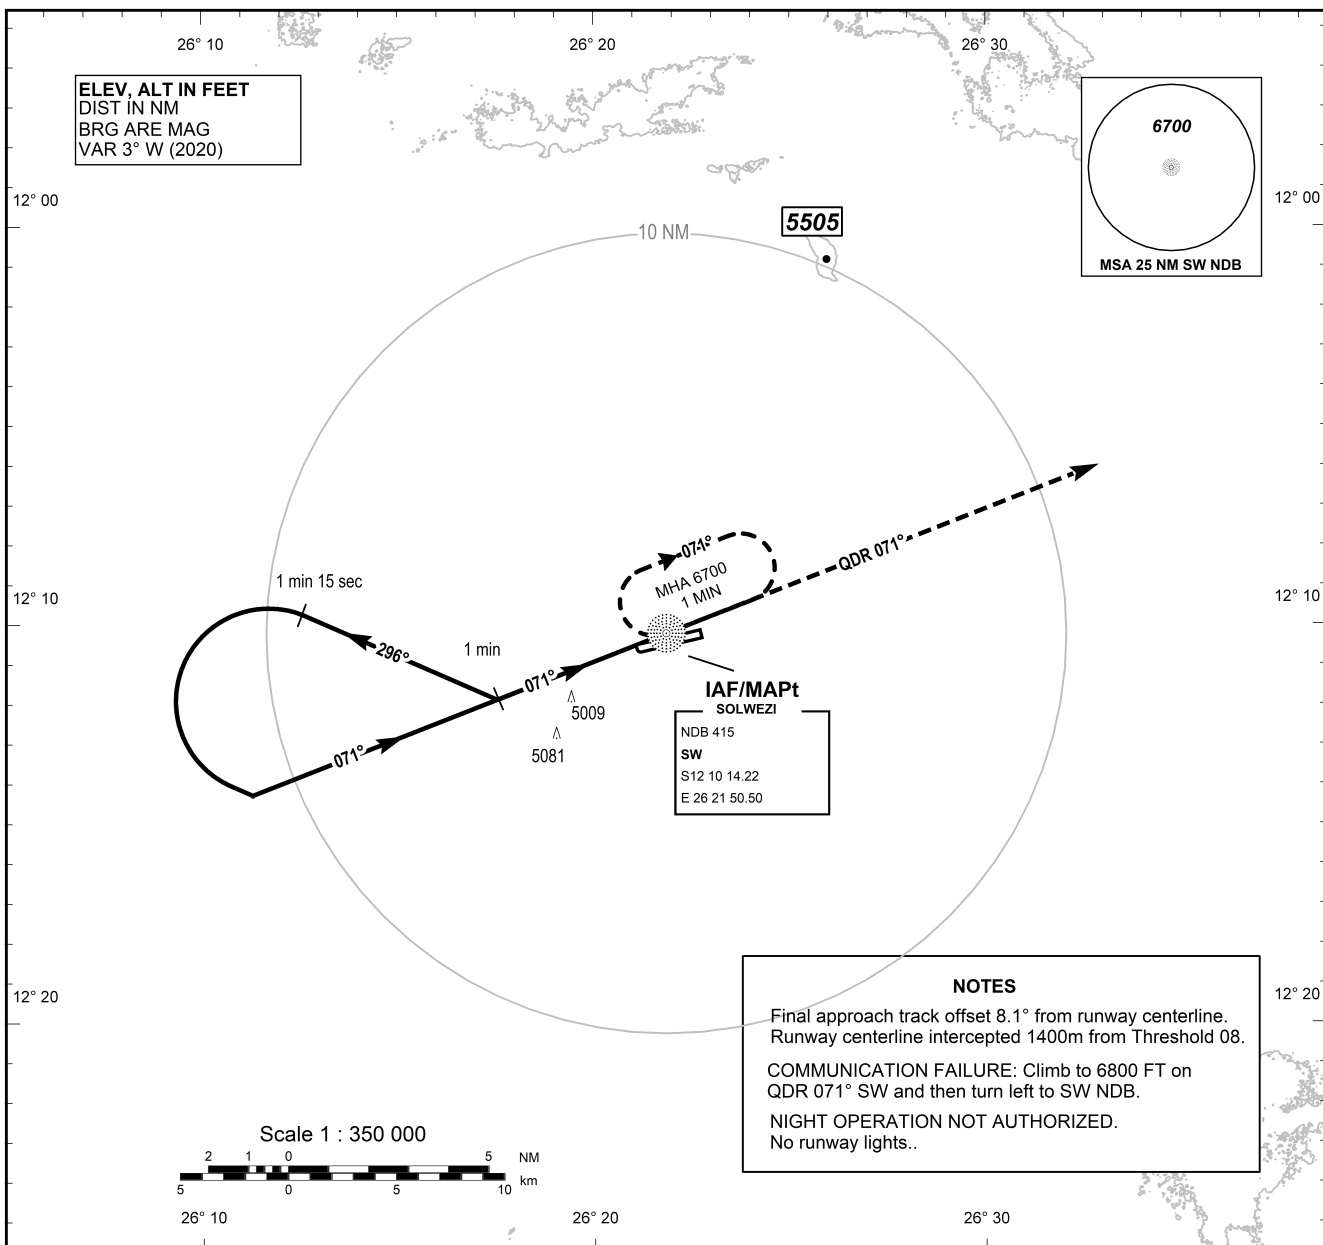 26° 10
26° 20
26° 30
ELEV, ALT IN FEET
DIST IN NM
BRG ARE MAG
VAR 3° W (2020)
6700
MSA 25 NM SW NDB
12° 00
12° 00
5505
10 NM
071°
MHA 6700
1 MIN
QDR 071°
1 min 15 sec
12° 10
12° 10
296°
1 min
071°
IAF/MAPt
SOLWEZI
NDB 415
SW
S12 10 14.22
E 26 21 50.50
5009
5081
071°
12° 20
12° 20
NOTES
Final approach track offset 8.1° from runway centerline.
Runway centerline intercepted 1400m from Threshold 08.
COMMUNICATION FAILURE: Climb to 6800 FT on
QDR 071° SW and then turn left to SW NDB.
NIGHT OPERATION NOT AUTHORIZED.
No runway lights..
Scale 1 : 350 000
2 1 0 5 NM
5 0 5 10 km
26° 10
26° 20
26° 30